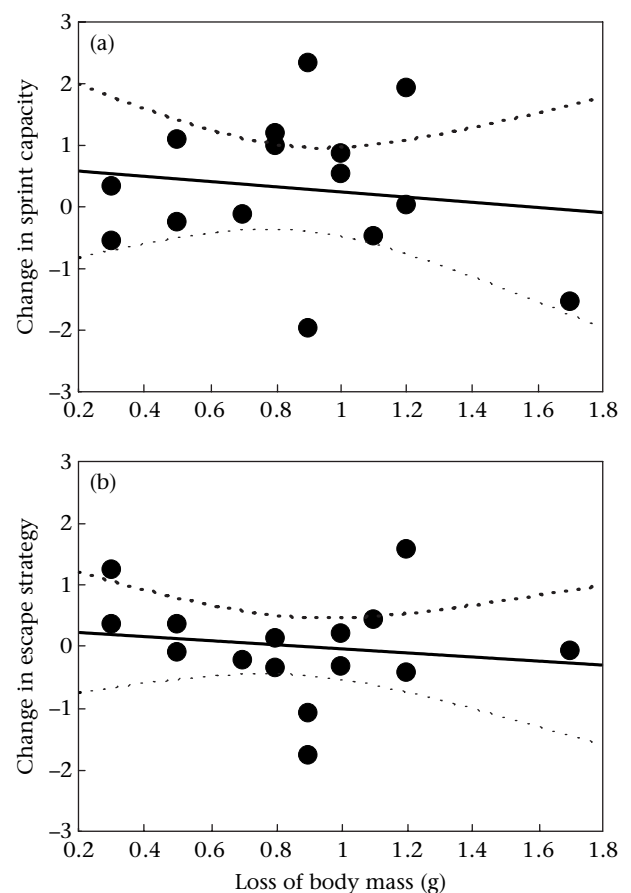 (a)
Change in sprint capacity
3
2
1
0
−1
−2
−3
0.2 0.4 0.6 0.8 1 1.2 1.4 1.6 1.8
(b)
Change in escape strategy
3
2
1
0
−1
−2
−3
0.2 0.4 0.6 0.8 1 1.2 1.4 1.6 1.8
Loss of body mass (g)